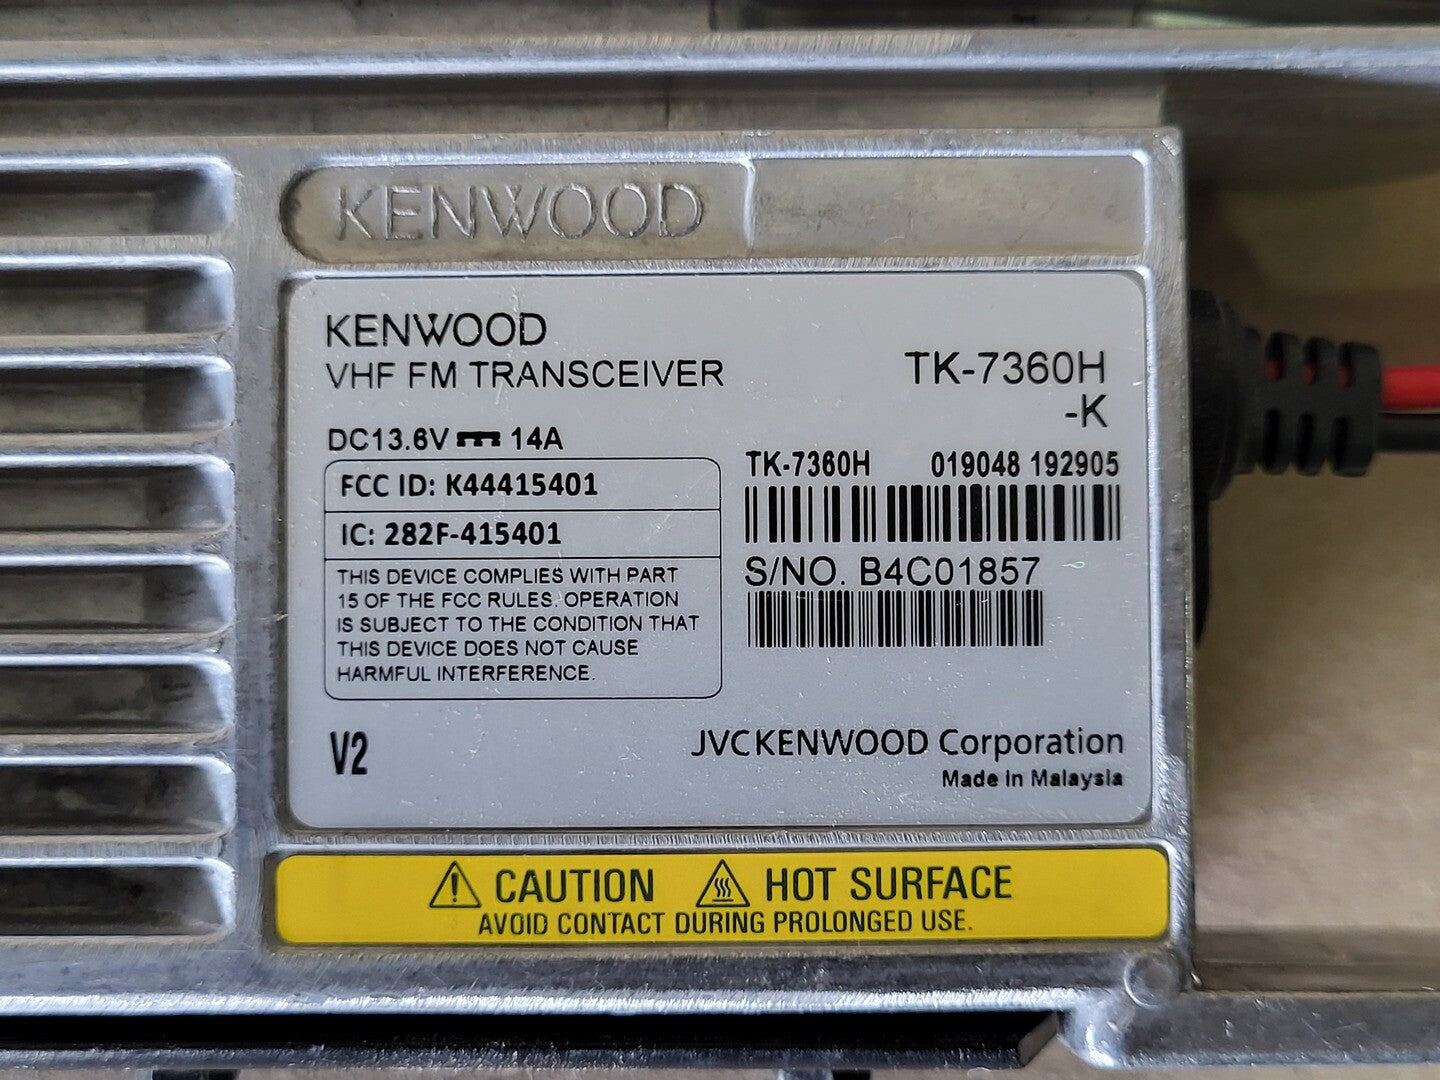 KENWOOD
KENWOOD
VHF FM TRANSCEIVER
TK-7360H
-K
DC13.6V 14A
FCC ID: K44415401
IC: 282F-415401
THIS DEVICE COMPLIES WITH PART
15 OF THE FCC RULES. OPERATION
IS SUBJECT TO THE CONDITION THAT
THIS DEVICE DOES NOT CAUSE
HARMFUL INTERFERENCE.
TK-7360H 019048 192905
S/NO. B4C01857
V2
JVCKENWOOD Corporation
Made in Malaysia
CAUTION HOT SURFACE
AVOID CONTACT DURING PROLONGED USE.